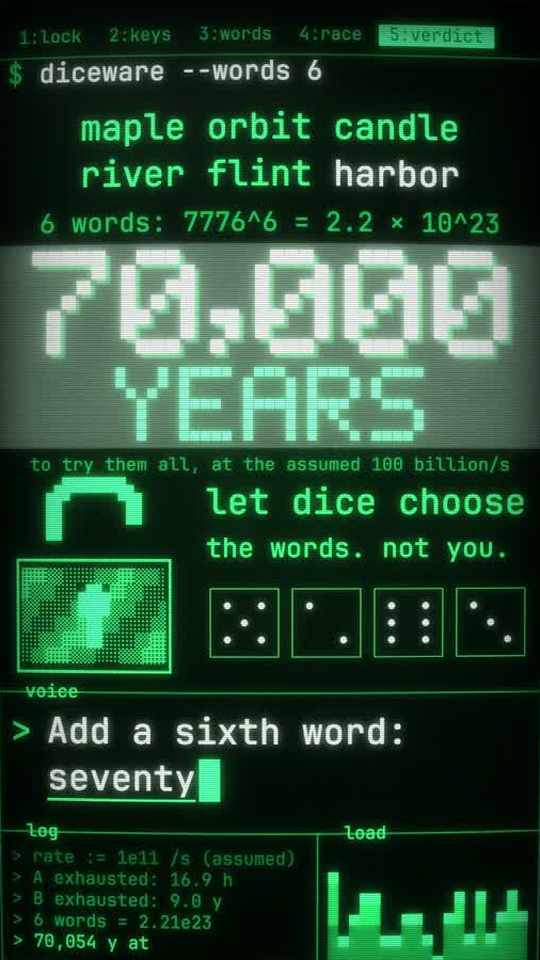 1:lock 2:keys 3:words 4:race 5:verdict
$ diceware --words 6
maple orbit candle
river flint harbor
6 words: 7776^6 = 2.2 × 10^23
70,000
YEARS
to try them all, at the assumed 100 billion/s
let dice choose
the words. not you.
voice
> Add a sixth word:
seventy
log
> rate := 1e11 /s (assumed)
> A exhausted: 16.9 h
> B exhausted: 9.0 y
> 6 words = 2.21e23
> 70,054 y at
load